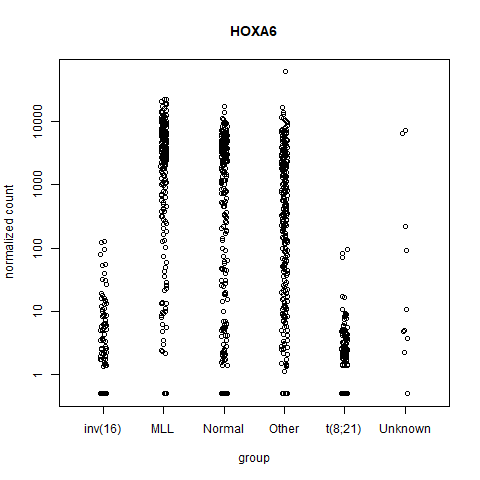 HOXA6
normalized count
10000
1000
100
10
1
inv(16) MLL Normal Other t(8;21) Unknown
group